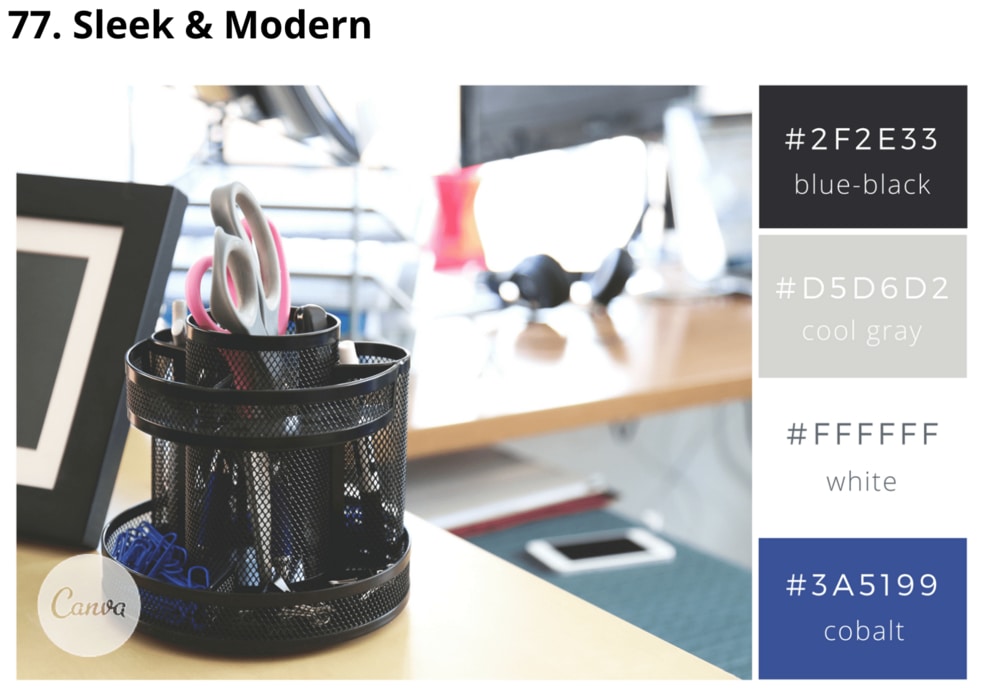 77. Sleek & Modern
#2F2E33
blue-black
#D5D6D2
cool gray
#FFFFFF
white
#3A5199
cobalt
Canva